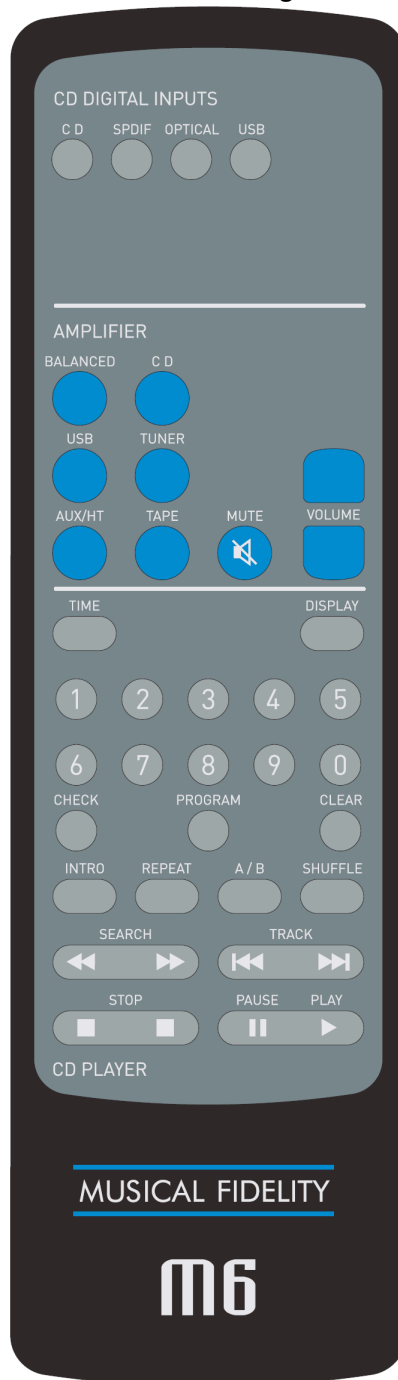 CD DIGITAL INPUTS
C D SPDIF OPTICAL USB
AMPLIFIER
BALANCED C D
USB TUNER
AUX/HT TAPE MUTE VOLUME
TIME DISPLAY
1 2 3 4 5
6 7 8 9 0
CHECK PROGRAM CLEAR
INTRO REPEAT A / B SHUFFLE
SEARCH TRACK
STOP PAUSE PLAY
CD PLAYER
MUSICAL FIDELITY
M6